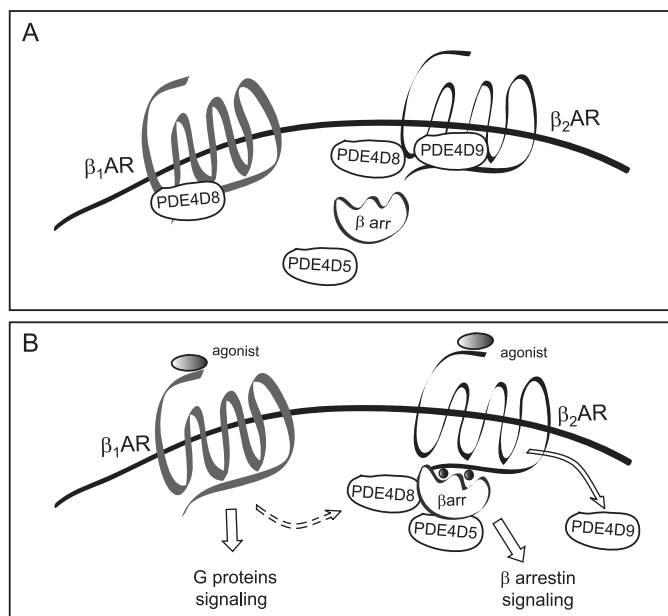 A
β₁AR
PDE4D8
PDE4D8
PDE4D9
β₂AR
β arr
PDE4D5
B
agonist
β₁AR
agonist
β₂AR
PDE4D8
βarr
PDE4D5
PDE4D9
G proteins
signaling
β arrestin
signaling